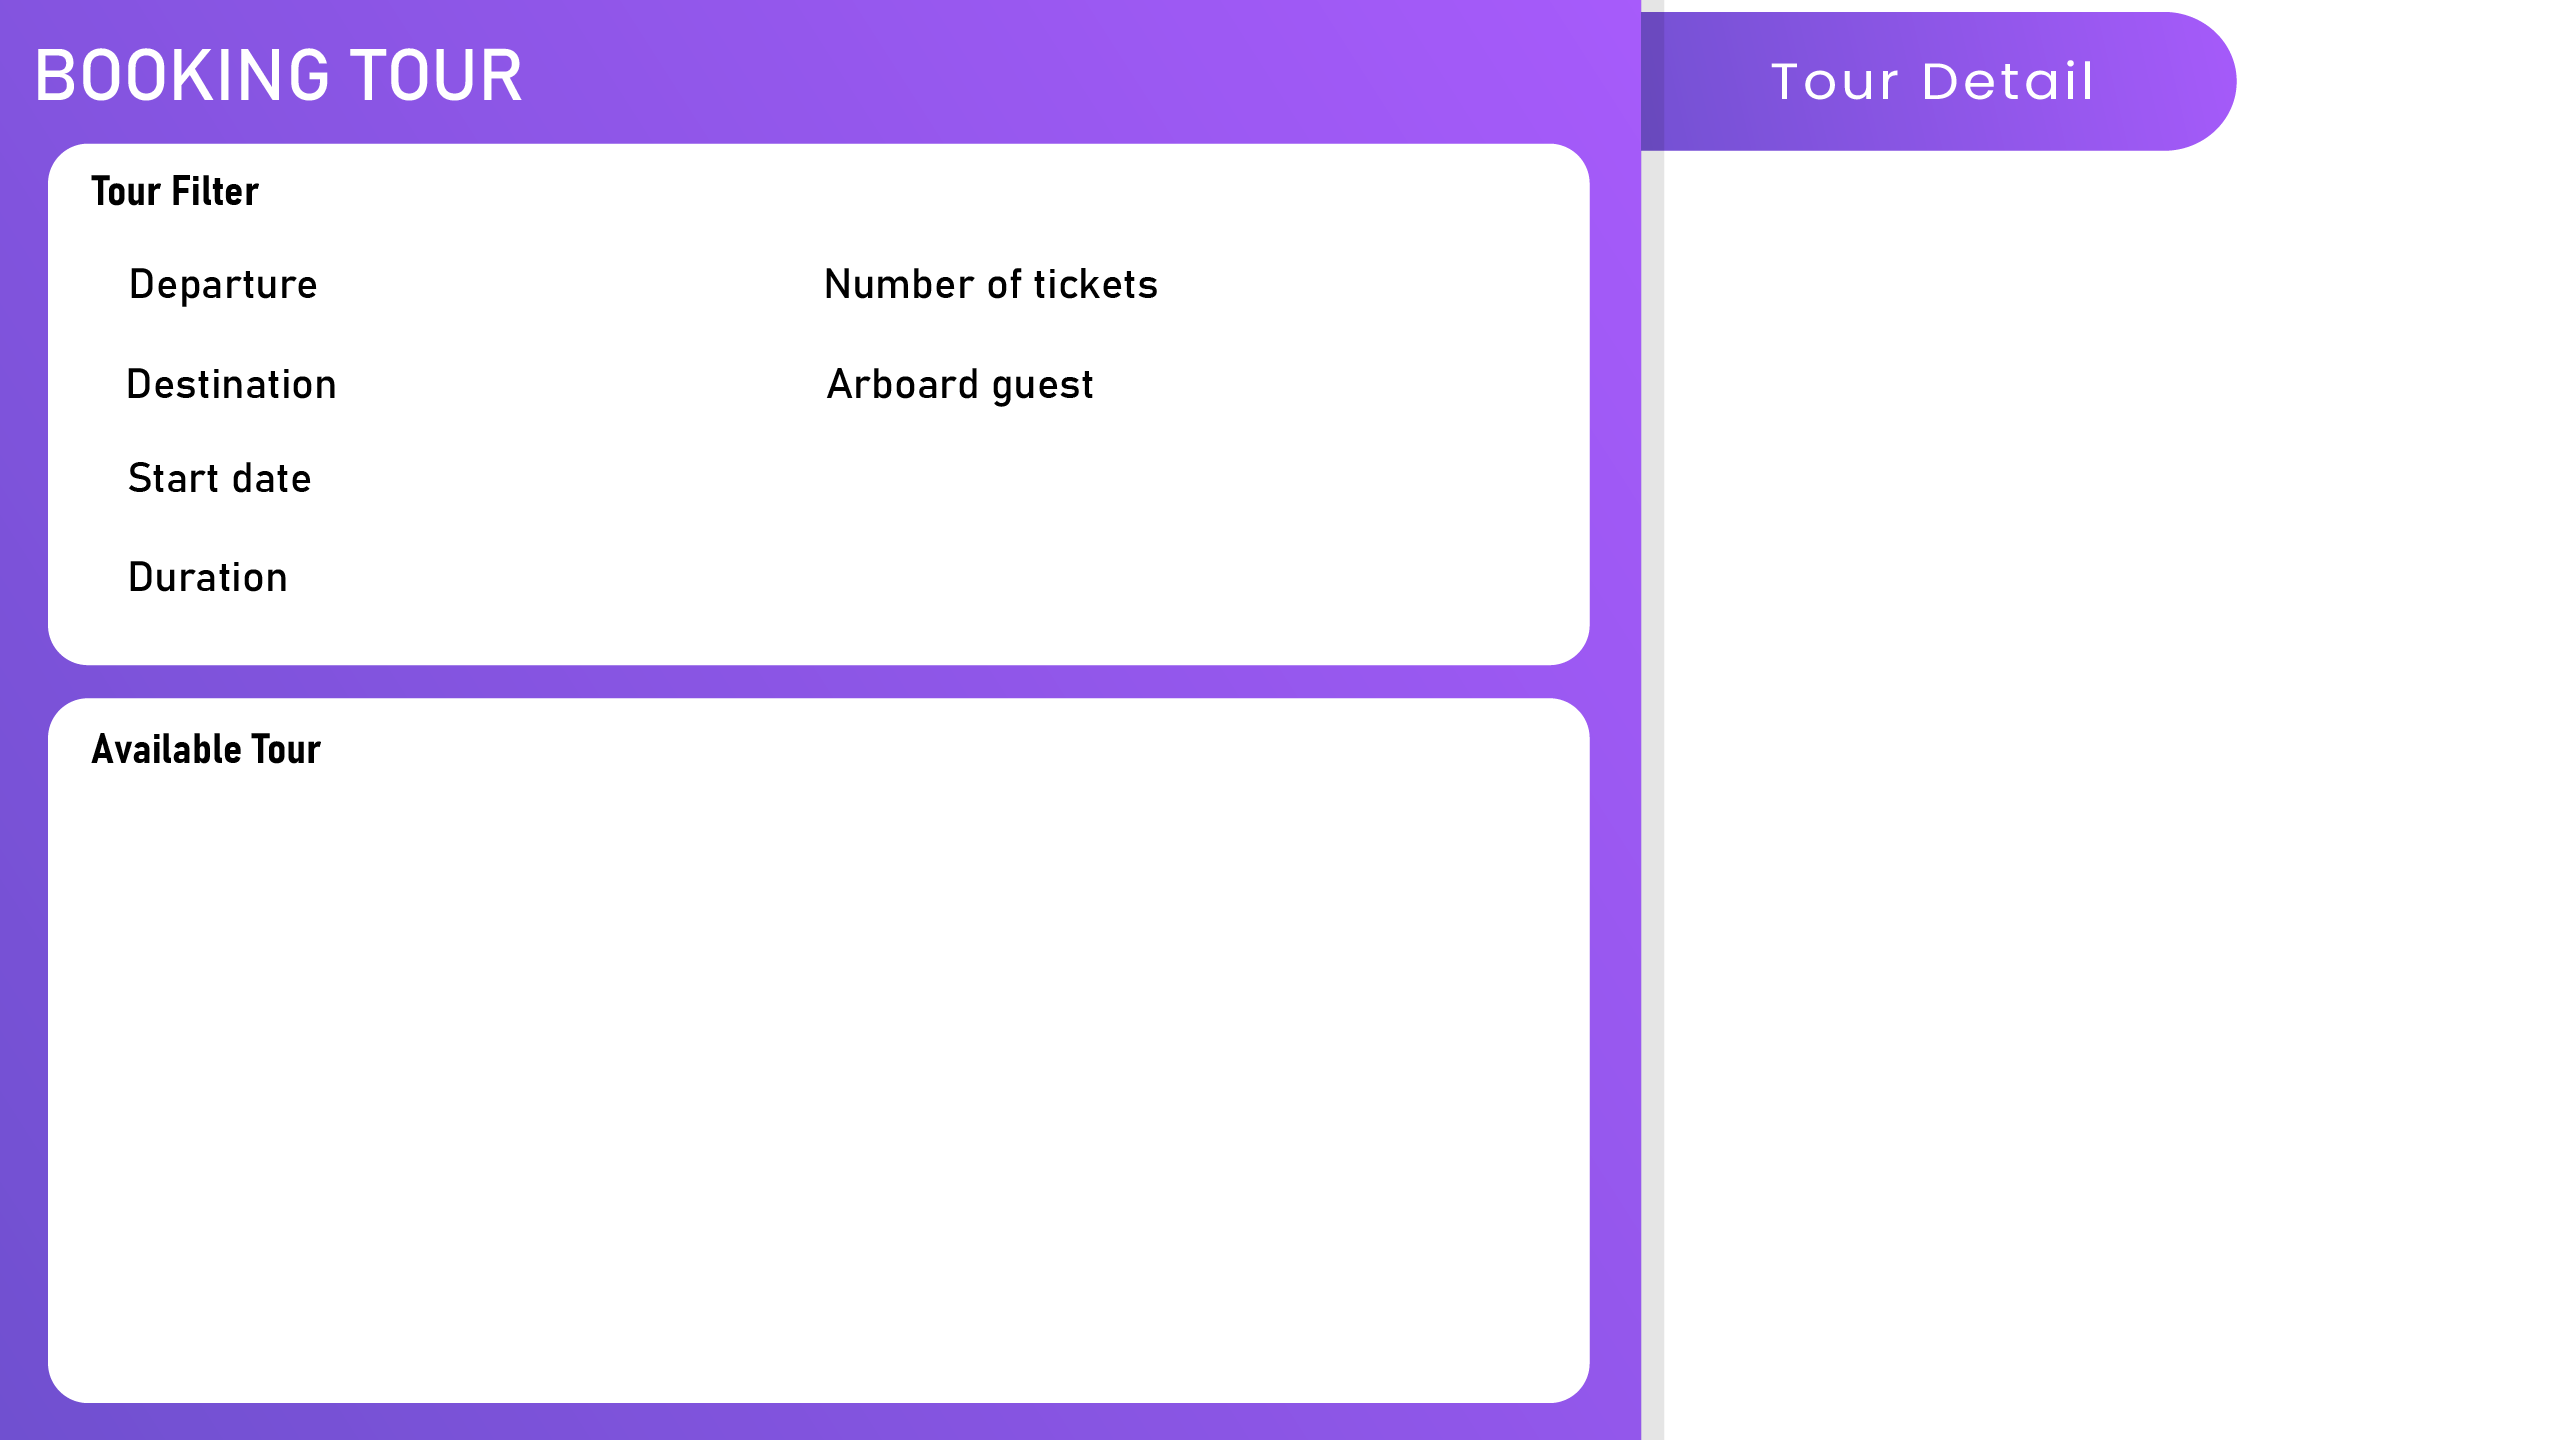 BOOKING TOUR
Tour Filter
Departure
Destination
Start date
Duration
Number of tickets
Arboard guest
Available Tour
Tour Detail